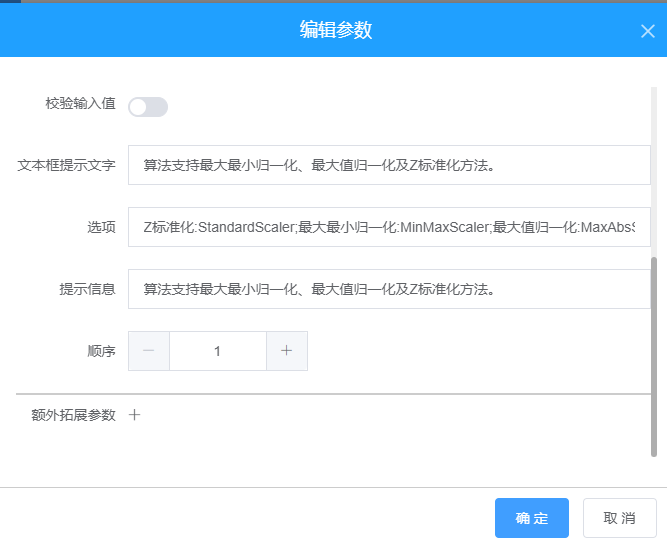 编辑参数
校验输入值
文本框提示文字 算法支持最大最小归一化、最大值归一化及Z标准化方法。
选项 Z标准化:StandardScaler;最大最小归一化:MinMaxScaler;最大值归一化:MaxAbsS
提示信息 算法支持最大最小归一化、最大值归一化及Z标准化方法。
顺序 1
额外拓展参数
确定 取消